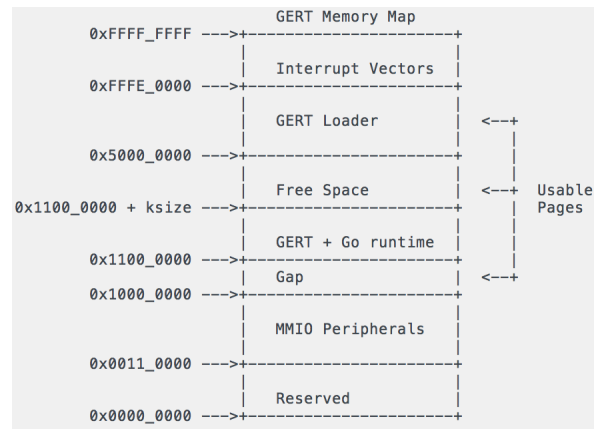 GERT Memory Map
0xFFFF_FFFF --->+----------------------+
| |
| Interrupt Vectors |
0xFFFE_0000 --->+----------------------+
| |
| GERT Loader | <--+
| | |
0x5000_0000 --->+----------------------+ |
| | |
| Free Space | <--+ Usable
0x1100_0000 + ksize --->+----------------------+ | Pages
| | |
| GERT + Go runtime | |
0x1100_0000 --->+----------------------+ |
| Gap | <--+
0x1000_0000 --->+----------------------+
| |
| MMIO Peripherals |
| |
0x0011_0000 --->+----------------------+
| |
| Reserved |
0x0000_0000 --->+----------------------+